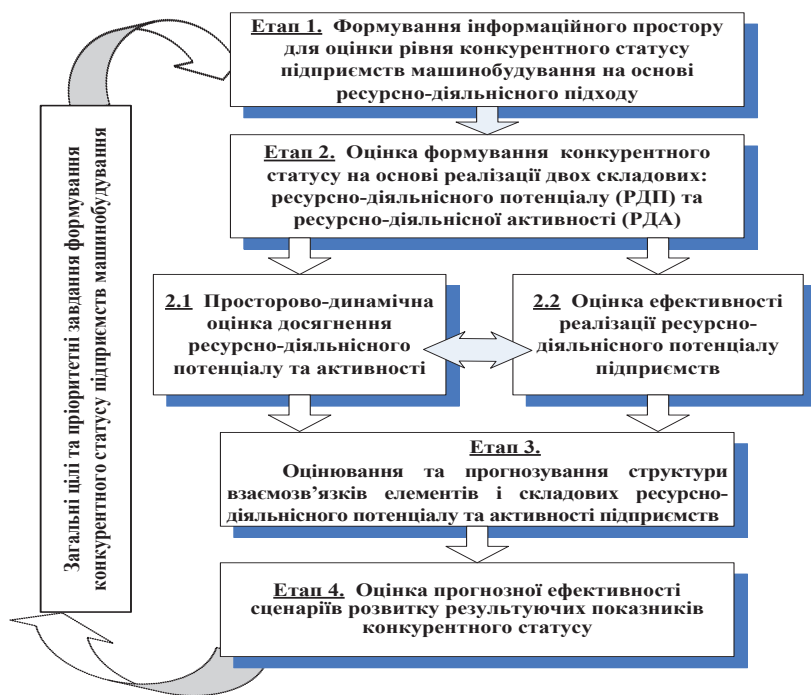 Загальні цілі та пріоритетні завдання формування
конкурентного статусу підприємств машинобудування
Етап 1. Формування інформаційного простору
для оцінки рівня конкурентного статусу
підприємств машинобудування на основі
ресурсно-діяльнісного підходу
Етап 2. Оцінка формування конкурентного
статусу на основі реалізації двох складових:
ресурсно-діяльнісного потенціалу (РДП) та
ресурсно-діяльнісної активності (РДА)
2.1 Просторово-динамічна
оцінка досягнення
ресурсно-діяльнісного
потенціалу та активності
2.2 Оцінка ефективності
реалізації ресурсно-
діяльнісного потенціалу
підприємств
Етап 3.
Оцінювання та прогнозування структури
взаємозв'язків елементів і складових ресурсно-
діяльнісного потенціалу та активності підприємств
Етап 4. Оцінка прогнозної ефективності
сценаріїв розвитку результуючих показників
конкурентного статусу